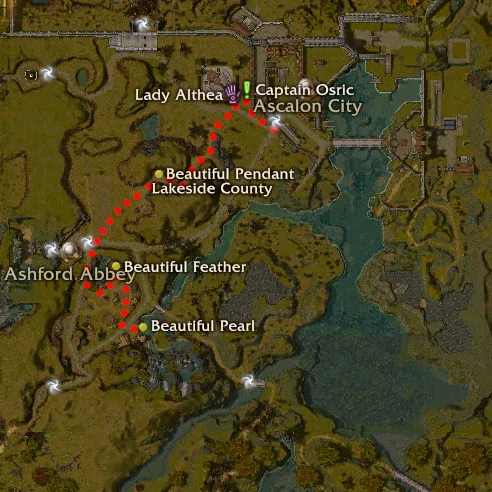 Captain Osric
Lady Althea
Ascalon City
Beautiful Pendant
Lakeside County
Beautiful Feather
Ashford Abbey
Beautiful Pearl